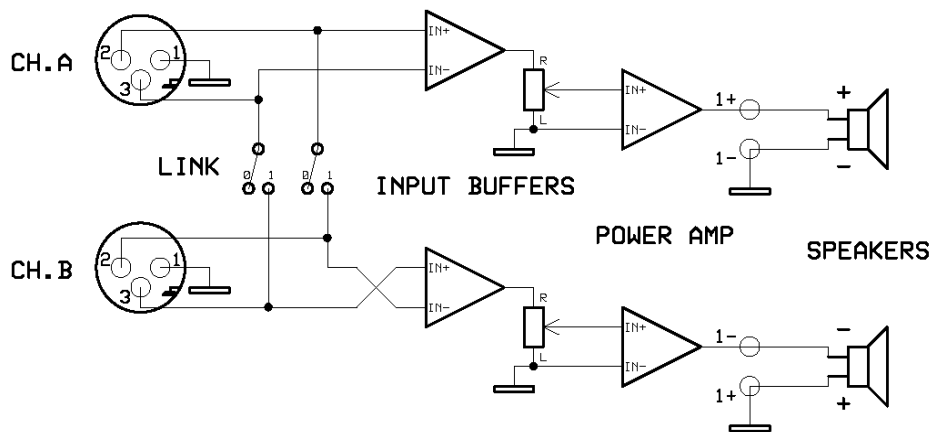 CH.A
2
1
3
IN+
IN-
R
L
IN+
IN-
1+
1-
+
-
LINK
0 1
0 1
INPUT BUFFERS
POWER AMP
SPEAKERS
CH.B
2
1
3
IN+
IN-
R
L
IN+
IN-
1-
1+
-
+